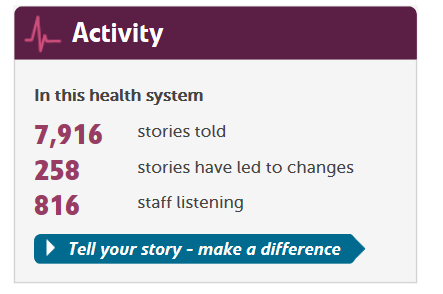 Activity
In this health system
7,916 stories told
258 stories have led to changes
816 staff listening
Tell your story - make a difference